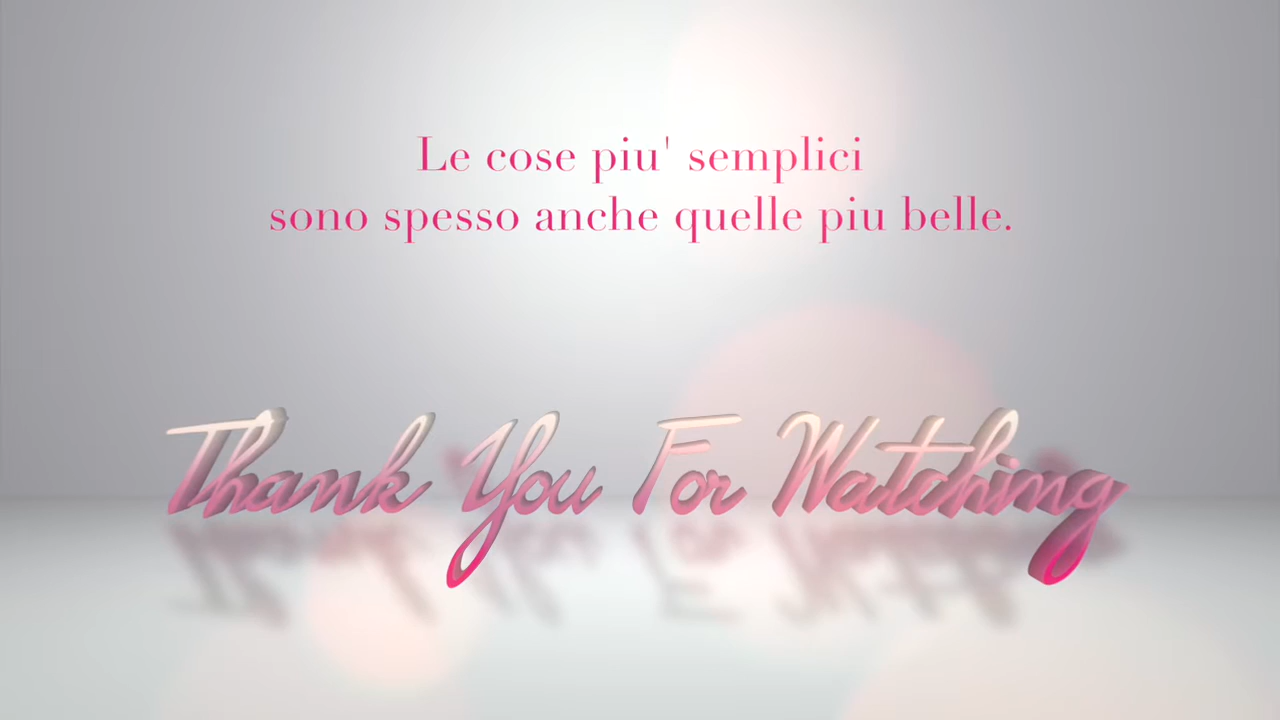 Le cose piu' semplici
sono spesso anche quelle piu belle.
Thank You For Watching